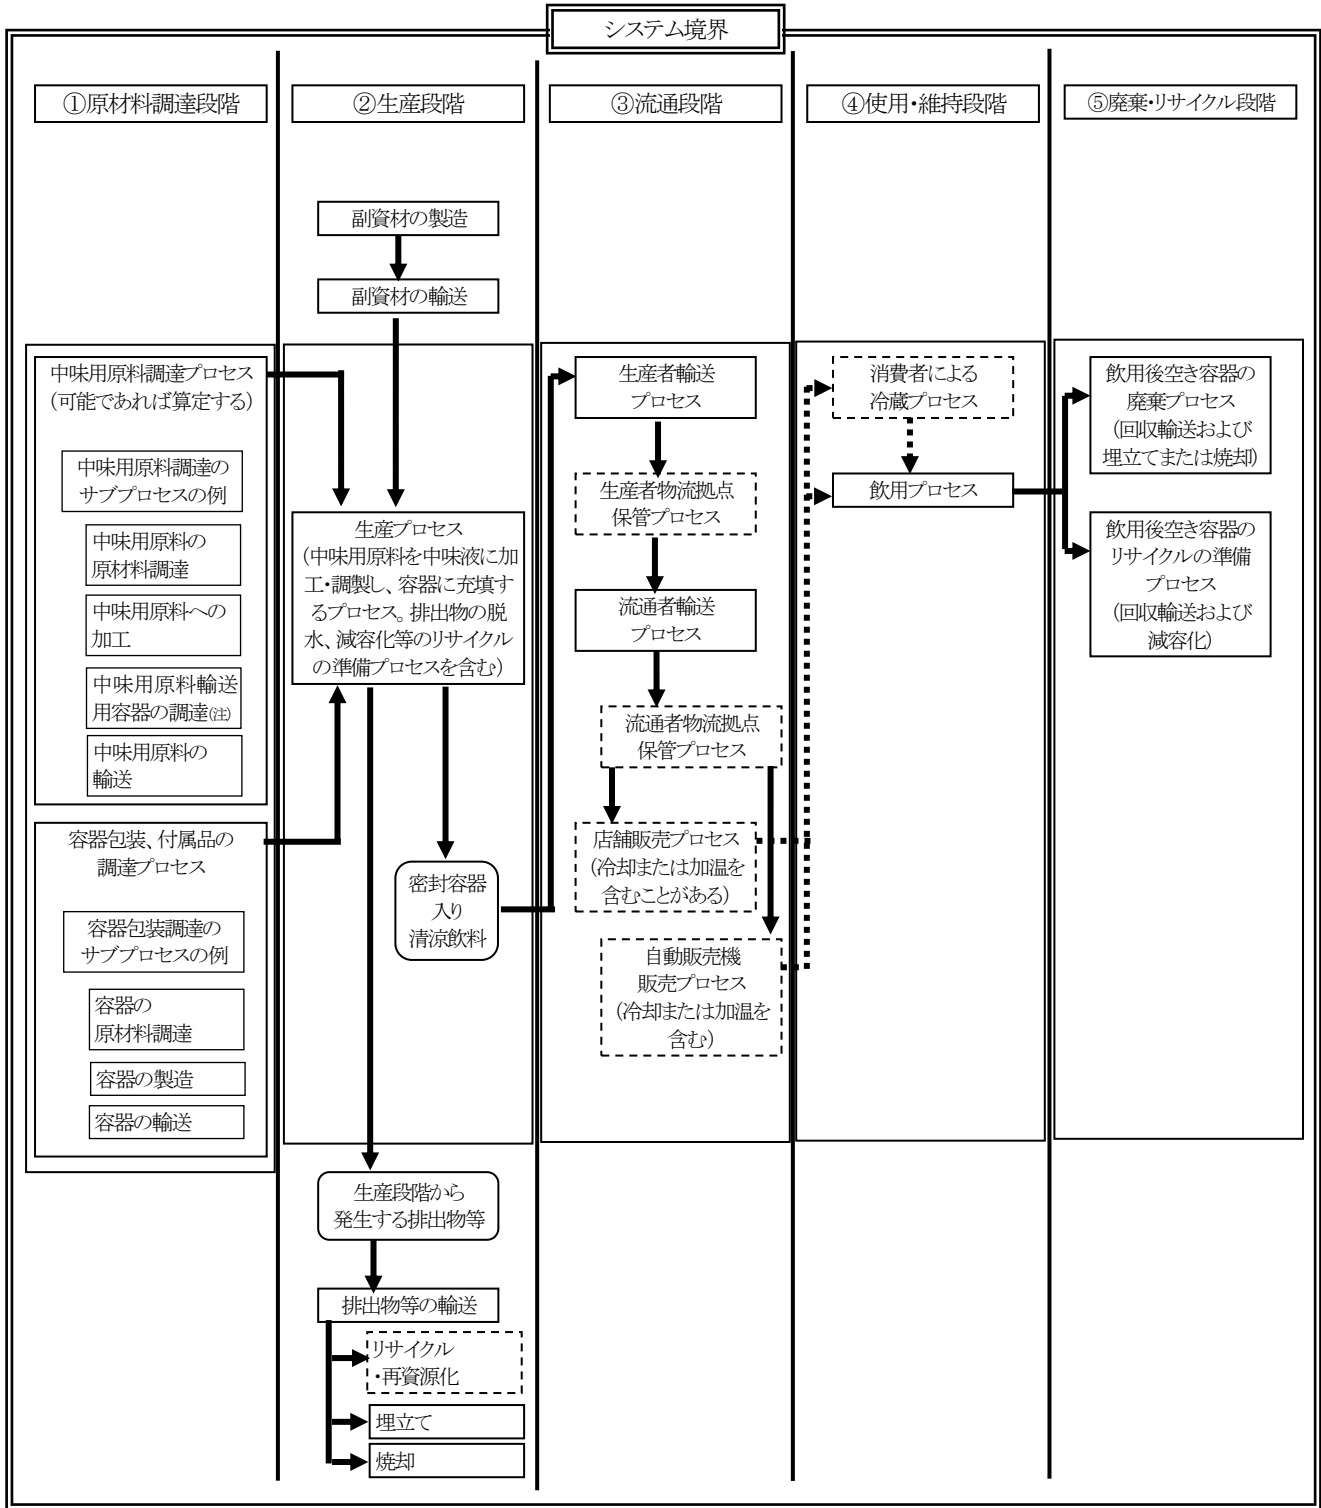 システム境界
①原材料調達段階
②生産段階
③流通段階
④使用・維持段階
⑤廃棄・リサイクル段階
中味用原料調達プロセス
（可能であれば算定する）
中味用原料調達の
サブプロセスの例
中味用原料の
原材料調達
中味用原料への
加工
中味用原料輸送
用容器の調達(注)
中味用原料の
輸送
容器包装、付属品の
調達プロセス
容器包装調達の
サブプロセスの例
容器の
原材料調達
容器の製造
容器の輸送
副資材の製造
副資材の輸送
生産プロセス
（中味用原料を中味液に加
工・調製し、容器に充填す
るプロセス。排出物の脱
水、減容化等のリサイクル
の準備プロセスを含む）
密封容器
入り
清涼飲料
生産段階から
発生する排出物等
排出物等の輸送
リサイクル
・再資源化
埋立て
焼却
生産者輸送
プロセス
生産者物流拠点
保管プロセス
流通者輸送
プロセス
流通者物流拠点
保管プロセス
店舗販売プロセス
（冷却または加温を
含むことがある）
自動販売機
販売プロセス
（冷却または加温を
含む）
消費者による
冷蔵プロセス
飲用プロセス
飲用後空き容器の
廃棄プロセス
（回収輸送および
埋立てまたは焼却）
飲用後空き容器の
リサイクルの準備
プロセス
（回収輸送および
減容化）